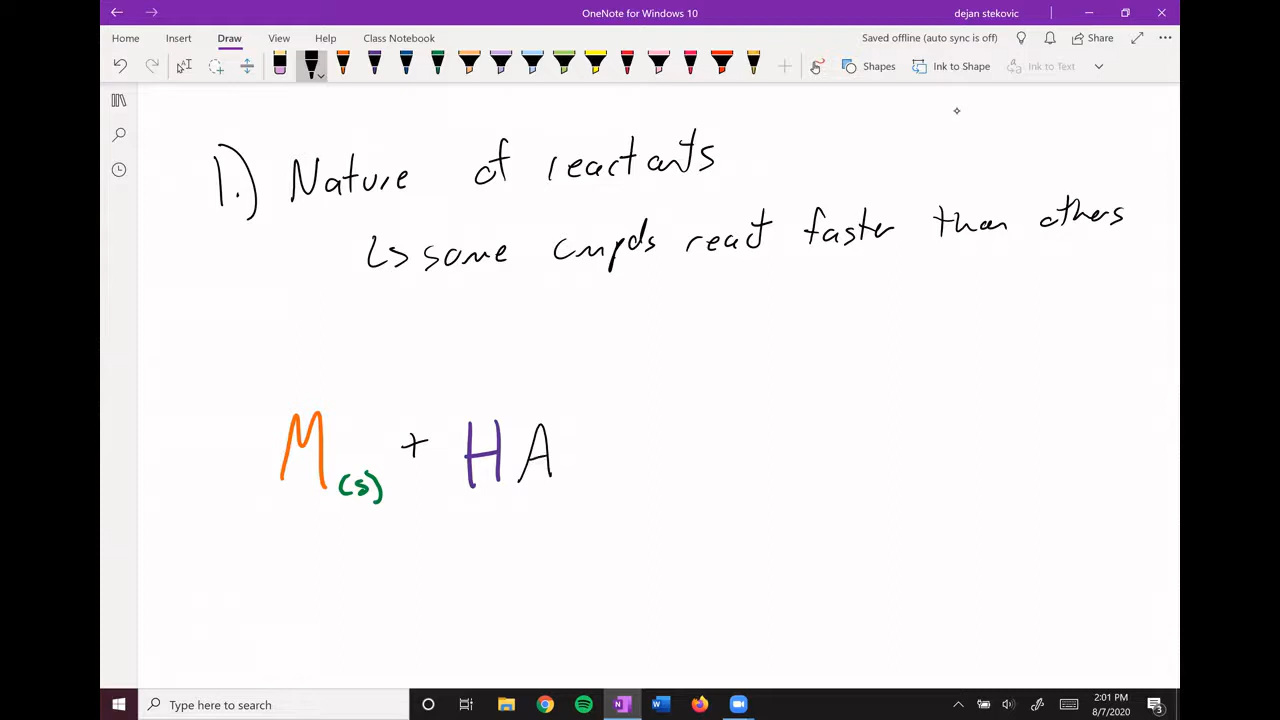 OneNote for Windows 10
dejan stekovic
Home Insert Draw View Help Class Notebook
Saved offline (auto sync is off)
Share
Shapes
Ink to Shape
Ink to Text
1.) Nature of reactants
↳ some cmpds react faster than others
M(s) + HA
Type here to search
2:01 PM
8/7/2020
3